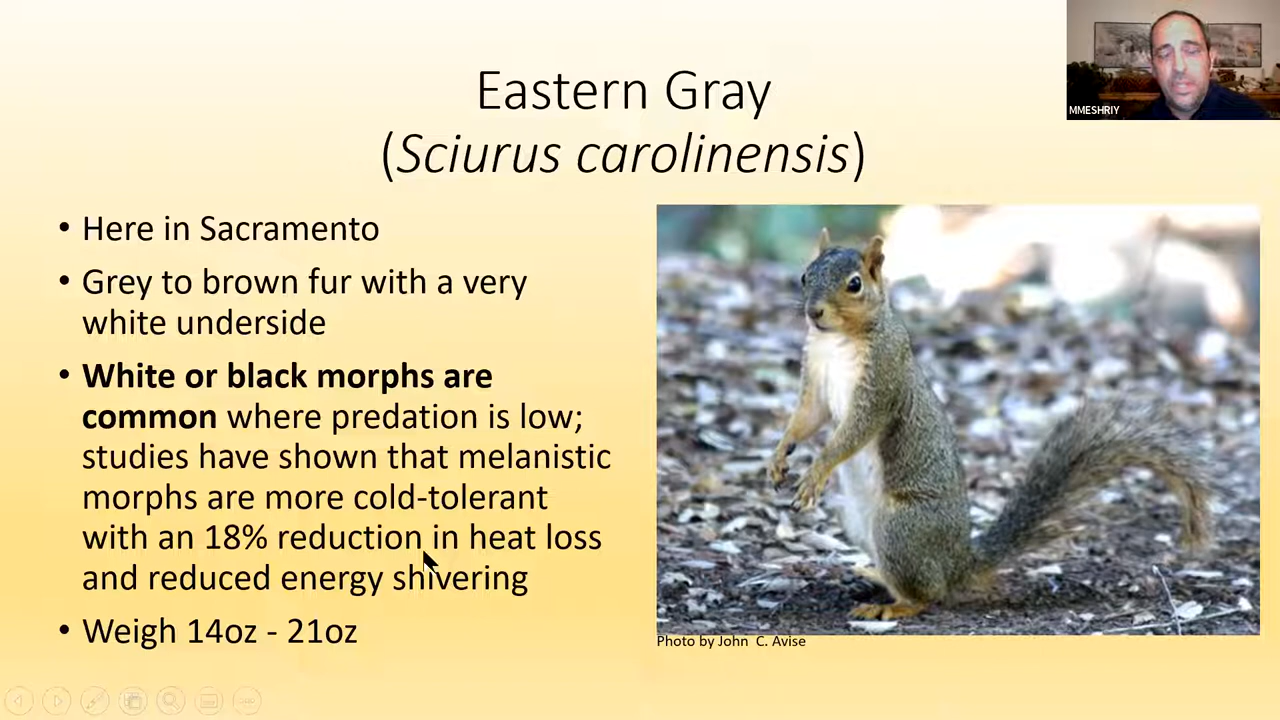 MMESHRIY
Eastern Gray
(Sciurus carolinensis)
• Here in Sacramento
• Grey to brown fur with a very
white underside
• White or black morphs are
common where predation is low;
studies have shown that melanistic
morphs are more cold-tolerant
with an 18% reduction in heat loss
and reduced energy shivering
• Weigh 14oz - 21oz
Photo by John C. Avise